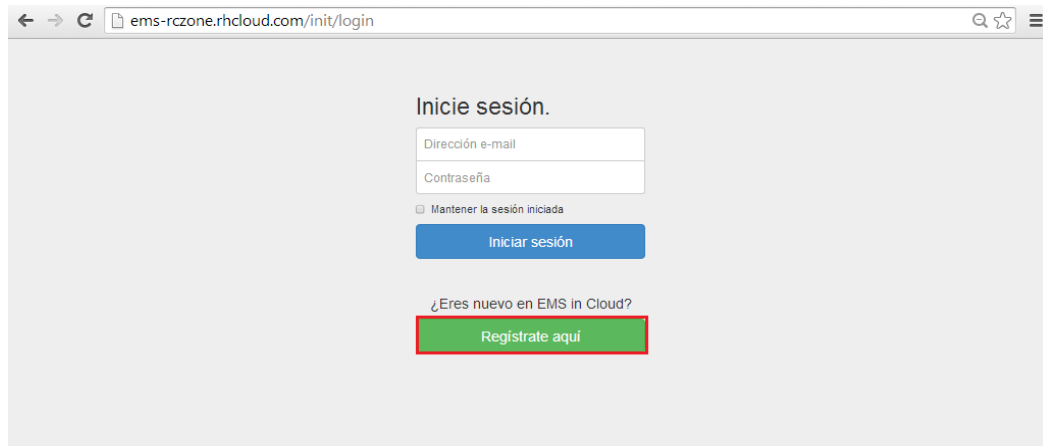 ems-rczone.rhcloud.com/init/login
Inicie sesión.
Dirección e-mail
Contraseña
Mantener la sesión iniciada
Iniciar sesión
¿Eres nuevo en EMS in Cloud?
Regístrate aquí